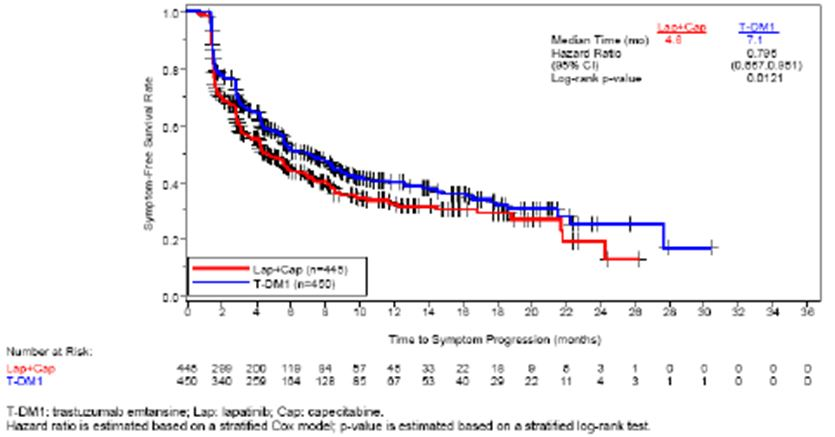 Lap+Cap T-DM1
Median Time (mo) 4.6 7.1
Hazard Ratio 0.796
(95% CI) (0.667,0.951)
Log-rank p-value 0.0121
1.0
0.8
0.6
0.4
0.2
0.0
Symptom-Free Survival Rate
Lap+Cap (n=445)
T-DM1 (n=450)
0 2 4 6 8 10 12 14 16 18 20 22 24 26 28 30 32 34 36
Time to Symptom Progression (months)
Number at Risk:
Lap+Cap 445 299 200 119 33 22 18 9 6 3 1 0 0 0 0 0
T-DM1 450 340 259 128 53 40 29 22 11 4 3 1 1 0 0 0
T-DM1: trastuzumab emtansine; Lap: lapatinib; Cap: capecitabine.
Hazard ratio is estimated based on a stratified Cox model; p-value is estimated based on a stratified log-rank test.